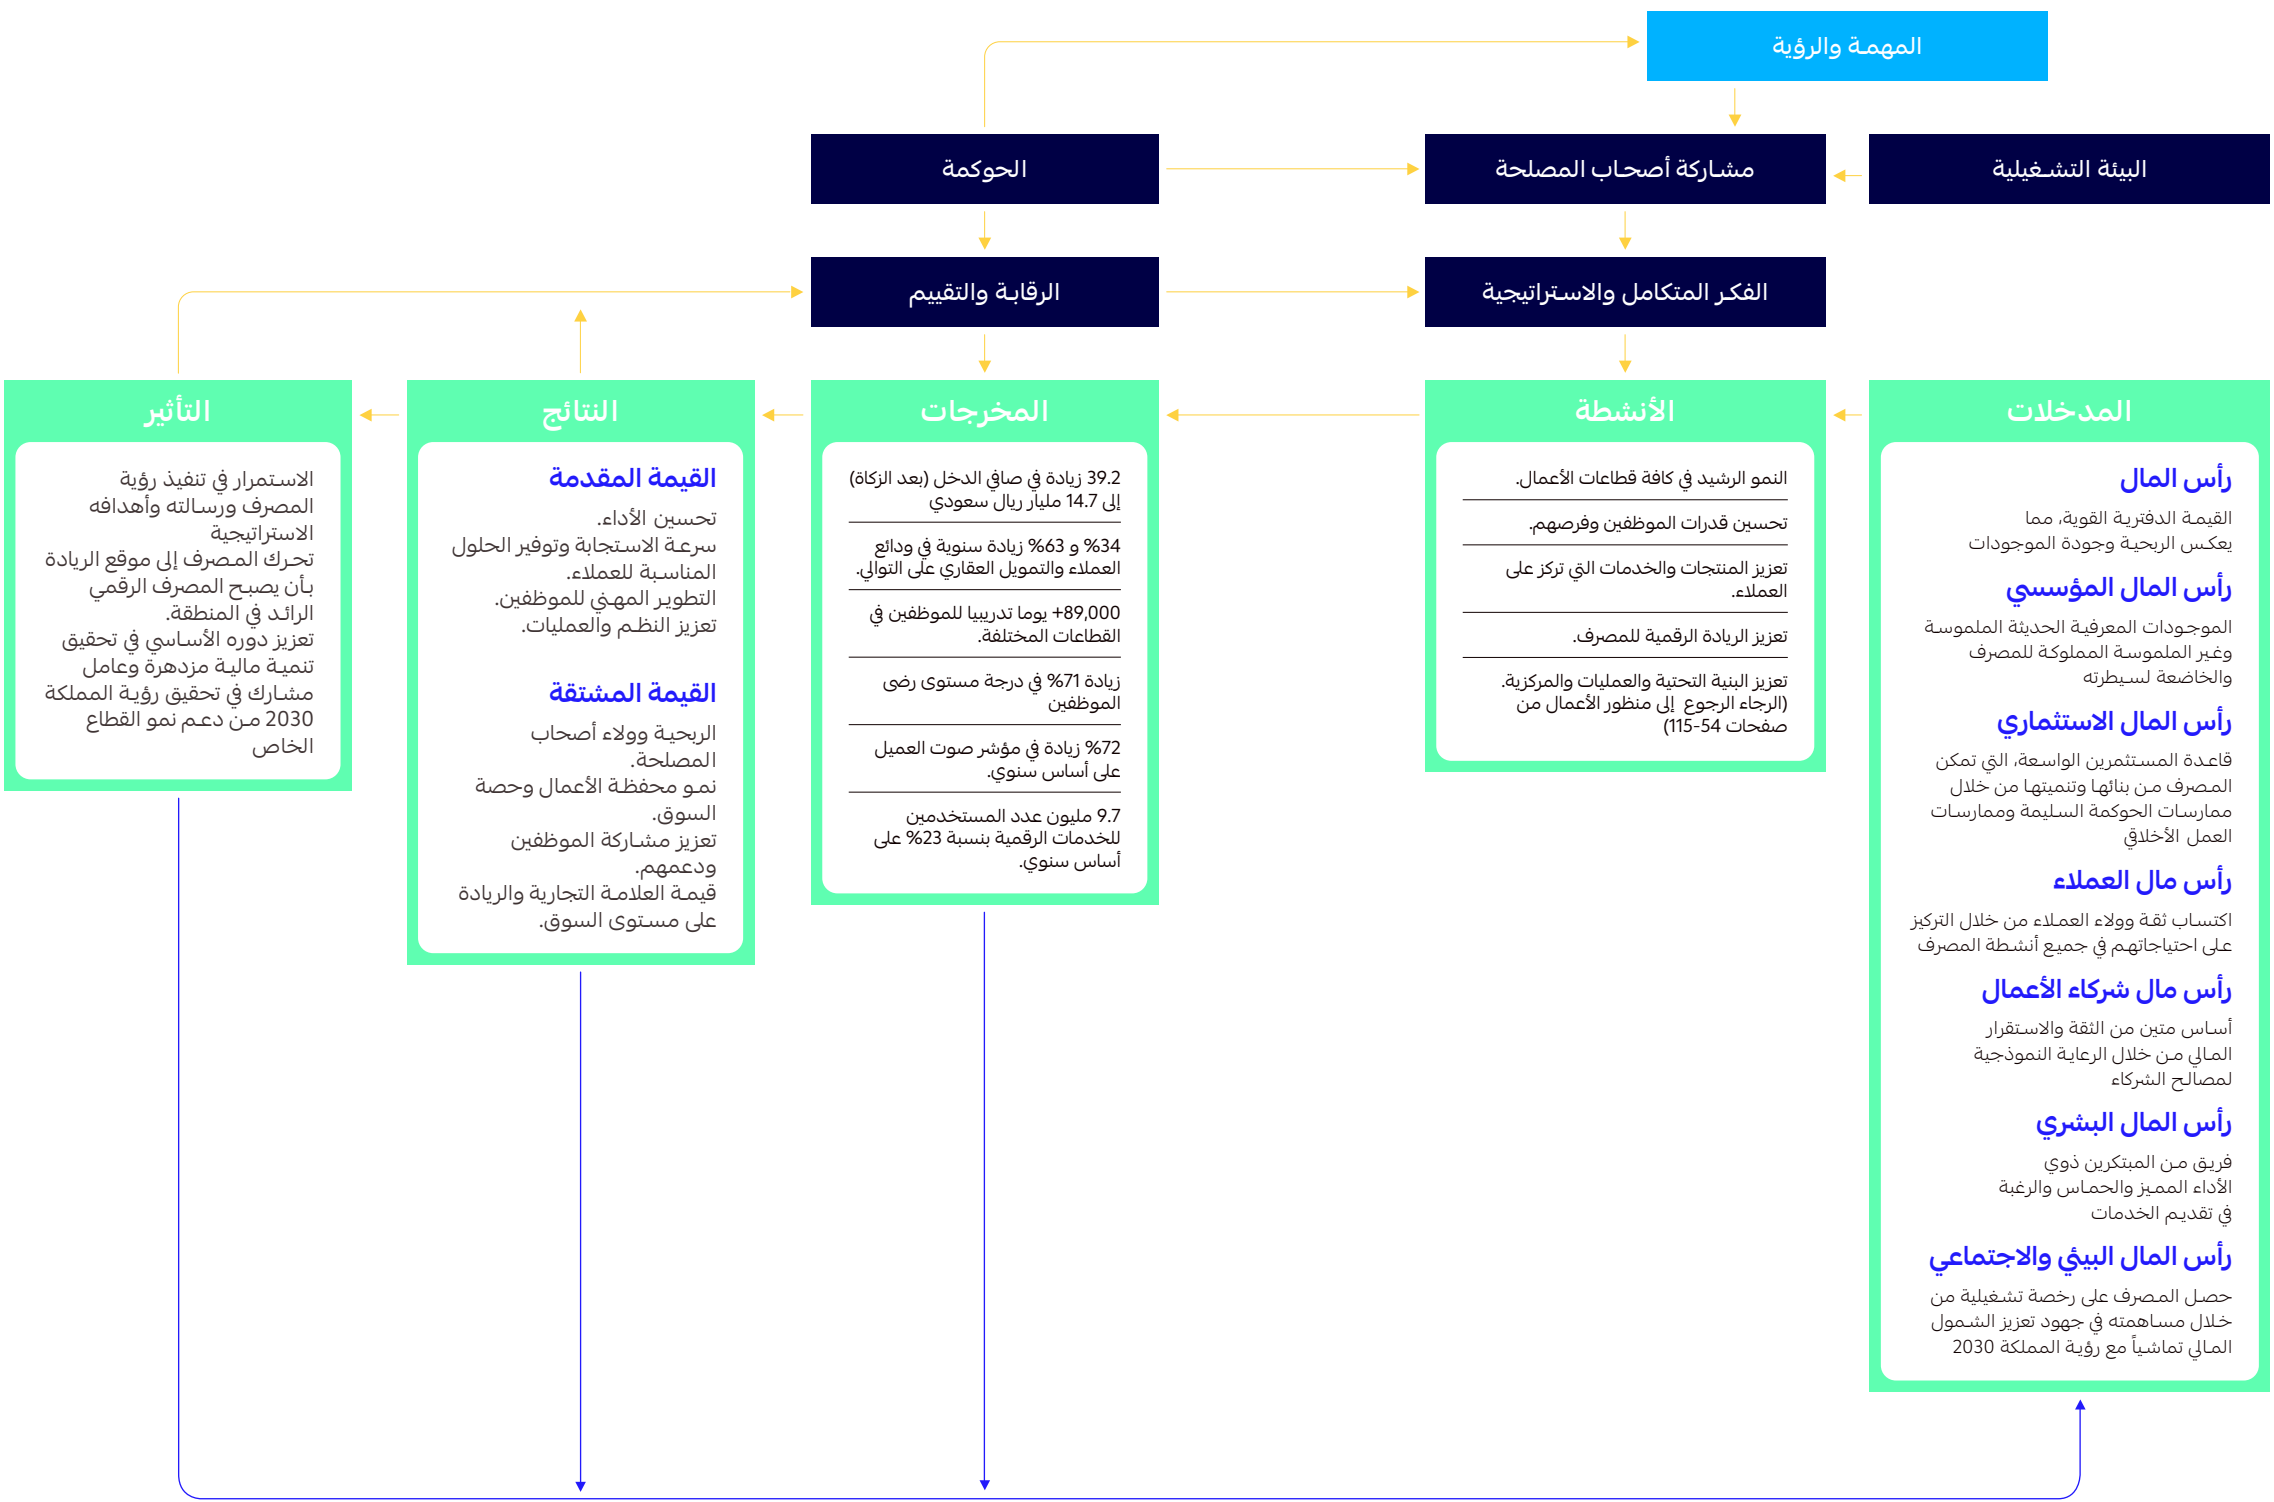 المهمة والرؤية
البيئة التشغيلية
مشاركة أصحاب المصلحة
الحوكمة
الفكر المتكامل والاستراتيجية
الرقابة والتقييم
المدخلات
رأس المال
القيمة الدفترية القوية، مما
يعكس الربحية وجودة الموجودات
رأس المال المؤسسي
الموجودات المعرفية الحديثة الملموسة
وغير الملموسة المملوكة للمصرف
والخاضعة لسيطرته
رأس المال الاستثماري
قاعدة المستثمرين الواسعة، التي تمكن
المصرف من بنائها وتنميتها من خلال
ممارسات الحوكمة السليمة وممارسات
العمل الأخلاقي
رأس مال العملاء
اكتساب ثقة وولاء العملاء من خلال التركيز
على احتياجاتهم في جميع أنشطة المصرف
رأس مال شركاء الأعمال
أساس متين من الثقة والاستقرار
المالي من خلال الرعاية النموذجية
لمصالح الشركاء
رأس المال البشري
فريق من المبتكرين ذوي
الأداء المميز والحماس والرغبة
في تقديم الخدمات
رأس المال البيئي والاجتماعي
حصل المصرف على رخصة تشغيلية من
خلال مساهمته في جهود تعزيز الشمول
المالي تماشياً مع رؤية المملكة 2030
الأنشطة
النمو الرشيد في كافة قطاعات الأعمال.
تحسين قدرات الموظفين وفرصهم.
تعزيز المنتجات والخدمات التي تركز على
العملاء.
تعزيز الريادة الرقمية للمصرف.
تعزيز البنية التحتية والعمليات والمركزية.
(الرجاء الرجوع إلى منظور الأعمال من
صفحات 54-115)
المخرجات
39.2 زيادة في صافي الدخل (بعد الزكاة)
إلى 14.7 مليار ريال سعودي
34% و 63% زيادة سنوية في ودائع
العملاء والتمويل العقاري على التوالي.
89,000+ يوما تدريبيا للموظفين في
القطاعات المختلفة.
زيادة 71% في درجة مستوى رضى
الموظفين
72% زيادة في مؤشر صوت العميل
على أساس سنوي.
9.7 مليون عدد المستخدمين
للخدمات الرقمية بنسبة 23% على
أساس سنوي.
النتائج
القيمة المقدمة
تحسين الأداء.
سرعة الاستجابة وتوفير الحلول
المناسبة للعملاء.
التطوير المهني للموظفين.
تعزيز النظم والعمليات.
القيمة المشتقة
الربحية وولاء أصحاب
المصلحة.
نمو محفظة الأعمال وحصة
السوق.
تعزيز مشاركة الموظفين
ودعمهم.
قيمة العلامة التجارية والريادة
على مستوى السوق.
التأثير
الاستمرار في تنفيذ رؤية
المصرف ورسالته وأهدافه
الاستراتيجية
تحرك المصرف إلى موقع الريادة
بأن يصبح المصرف الرقمي
الرائد في المنطقة.
تعزيز دوره الأساسي في تحقيق
تنمية مالية مزدهرة وعامل
مشارك في تحقيق رؤية المملكة
2030 من دعم نمو القطاع
الخاص